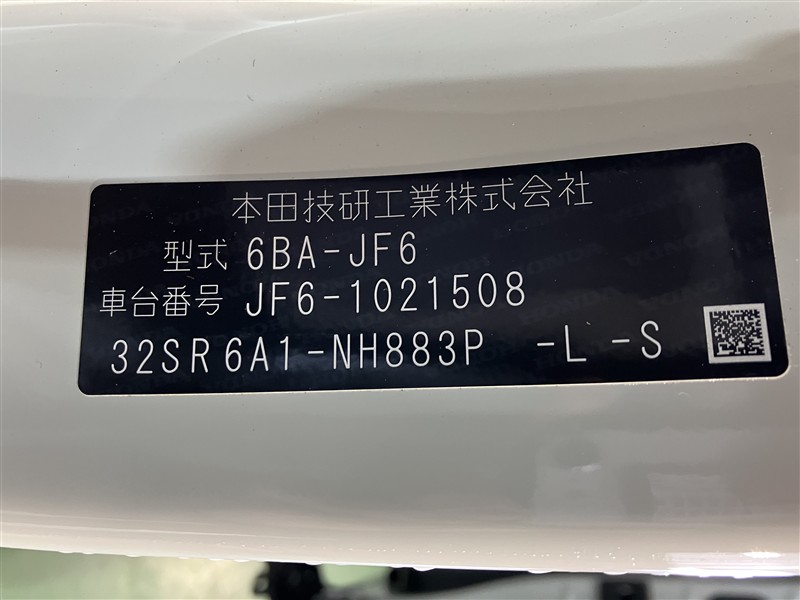 本田技研工業株式会社
型式 6BA-JF6
車台番号 JF6-1021508
32SR6A1-NH883P -L -S